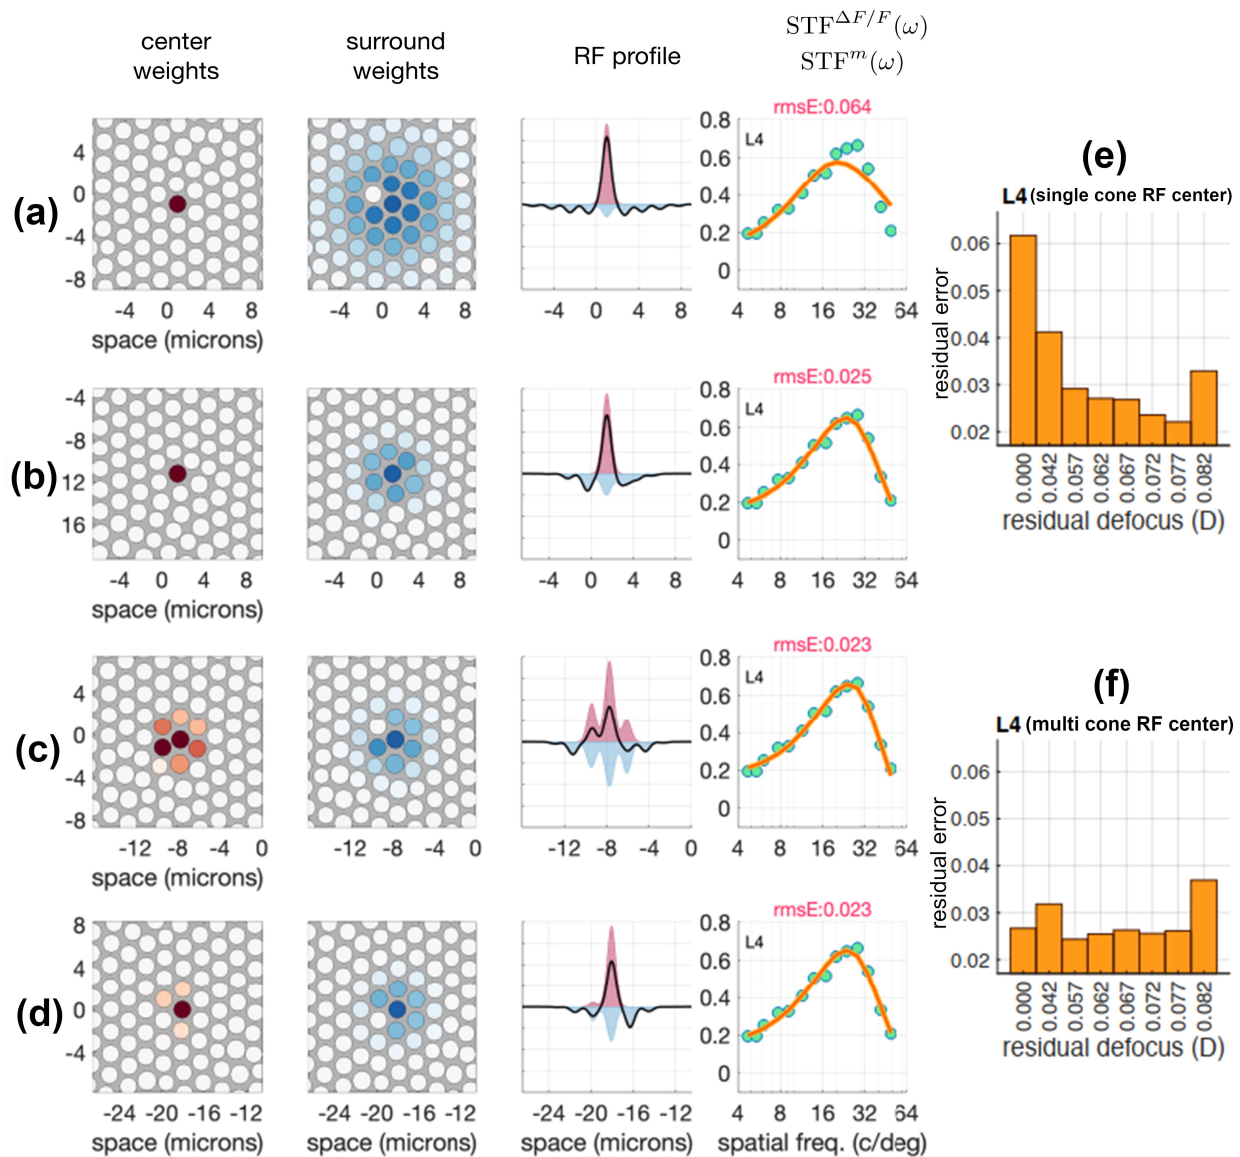 center
weights
surround
weights
RF profile
STF^{ΔF/F}(ω)
STF^m(ω)
(a)
4
0
-4
-8
-4 0 4 8
space (microns)
-4 0 4 8
-8 0 4 8
rmsE:0.064
L4
0.8
0.6
0.4
0.2
0
4 8 16 32 64
(b)
-4
-8
12
16
-4 0 4 8
space (microns)
-4 0 4 8
-4 0 4 8
rmsE:0.025
L4
0.8
0.6
0.4
0.2
0
4 8 16 32 64
(c)
4
0
-4
-8
-12 -8 -4 0
space (microns)
-12 -8 -4 0
-12 -8 -4 0
rmsE:0.023
L4
0.8
0.6
0.4
0.2
0
4 8 16 32 64
(d)
8
4
0
-4
-24 -20 -16 -12
space (microns)
-24 -20 -16 -12
space (microns)
-24 -20 -16 -12
space (microns)
rmsE:0.023
L4
0.8
0.6
0.4
0.2
0
4 8 16 32 64
spatial freq. (c/deg)
(e)
L4 (single cone RF center)
residual error
0.06
0.05
0.04
0.03
0.02
0.000 0.042 0.057 0.062 0.067 0.072 0.077 0.082
residual defocus (D)
(f)
L4 (multi cone RF center)
residual error
0.06
0.05
0.04
0.03
0.02
0.000 0.042 0.057 0.062 0.067 0.072 0.077 0.082
residual defocus (D)